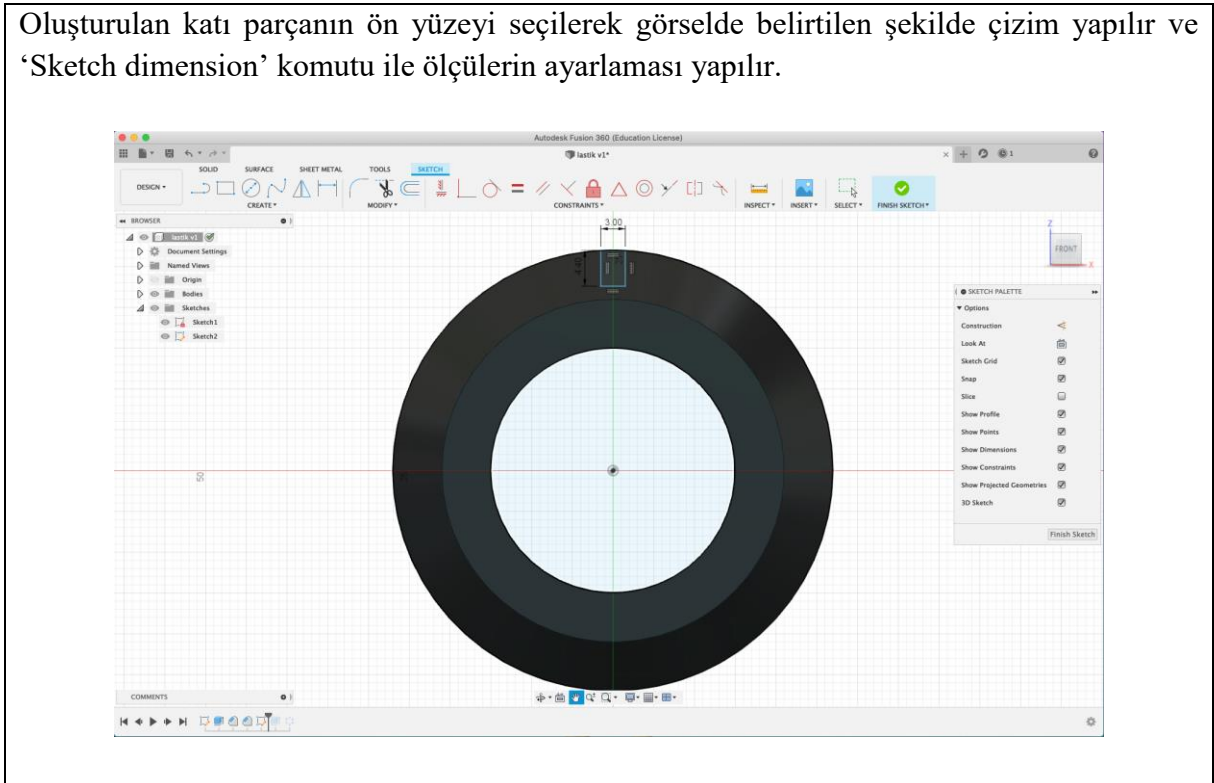 Oluşturulan katı parçanın ön yüzeyi seçilerek görselde belirtilen şekilde çizim yapılır ve
‘Sketch dimension’ komutu ile ölçülerin ayarlaması yapılır.
Autodesk Fusion 360 (Education License)
lastik v1*
1
SOLID SURFACE SHEET METAL TOOLS SKETCH
DESIGN
CREATE MODIFY CONSTRAINTS INSPECT INSERT SELECT FINISH SKETCH
BROWSER
lastik v1
Document Settings
Named Views
Origin
Bodies
Sketches
Sketch1
Sketch2
3.00
4.40
50
Z
FRONT
X
SKETCH PALETTE
Options
Construction
Look At
Sketch Grid
Snap
Slice
Show Profile
Show Points
Show Dimensions
Show Constraints
Show Projected Geometries
3D Sketch
Finish Sketch
COMMENTS